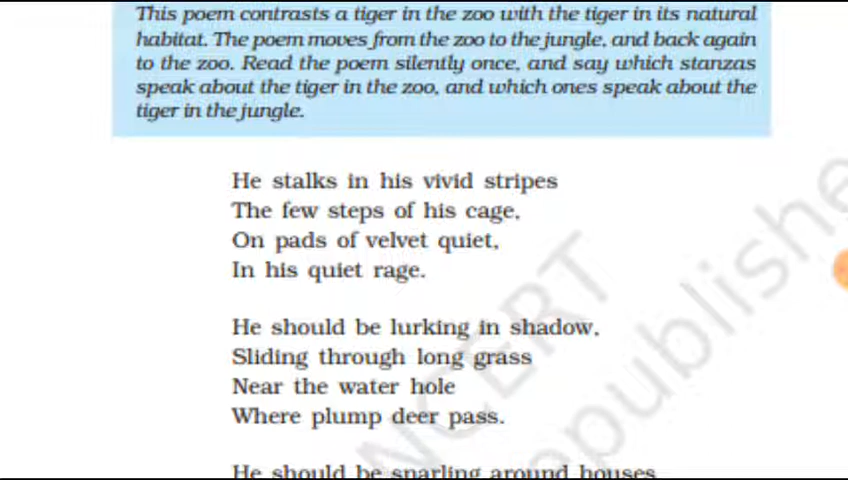 This poem contrasts a tiger in the zoo with the tiger in its natural
habitat. The poem moves from the zoo to the jungle, and back again
to the zoo. Read the poem silently once, and say which stanzas
speak about the tiger in the zoo, and which ones speak about the
tiger in the jungle.
He stalks in his vivid stripes
The few steps of his cage,
On pads of velvet quiet,
In his quiet rage.
He should be lurking in shadow,
Sliding through long grass
Near the water hole
Where plump deer pass.
He should be snarling around houses
NCERT
republishe